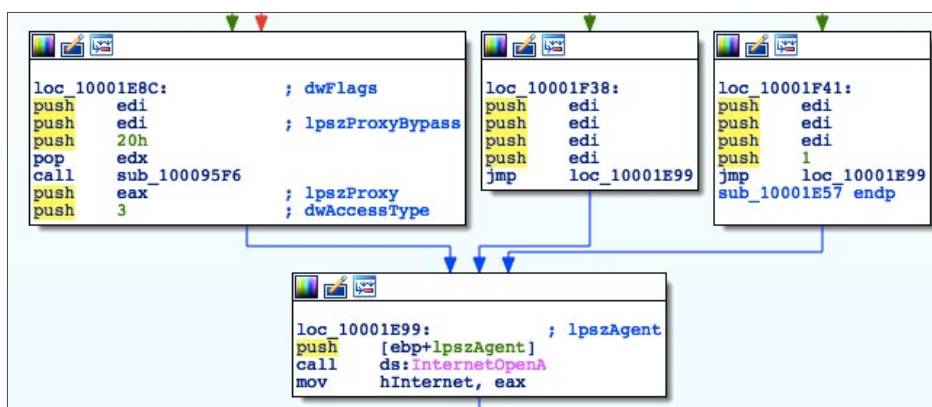 loc_10001E8C: ; dwFlags
push edi
push edi ; lpszProxyBypass
push 20h
pop edx
call sub_100095F6
push eax ; lpszProxy
push 3 ; dwAccessType
loc_10001F38:
push edi
push edi
push edi
push edi
jmp loc_10001E99
loc_10001F41:
push edi
push edi
push edi
push 1
jmp loc_10001E99
sub_10001E57 endp
loc_10001E99: ; lpszAgent
push [ebp+lpszAgent]
call ds:InternetOpenA
mov hInternet, eax